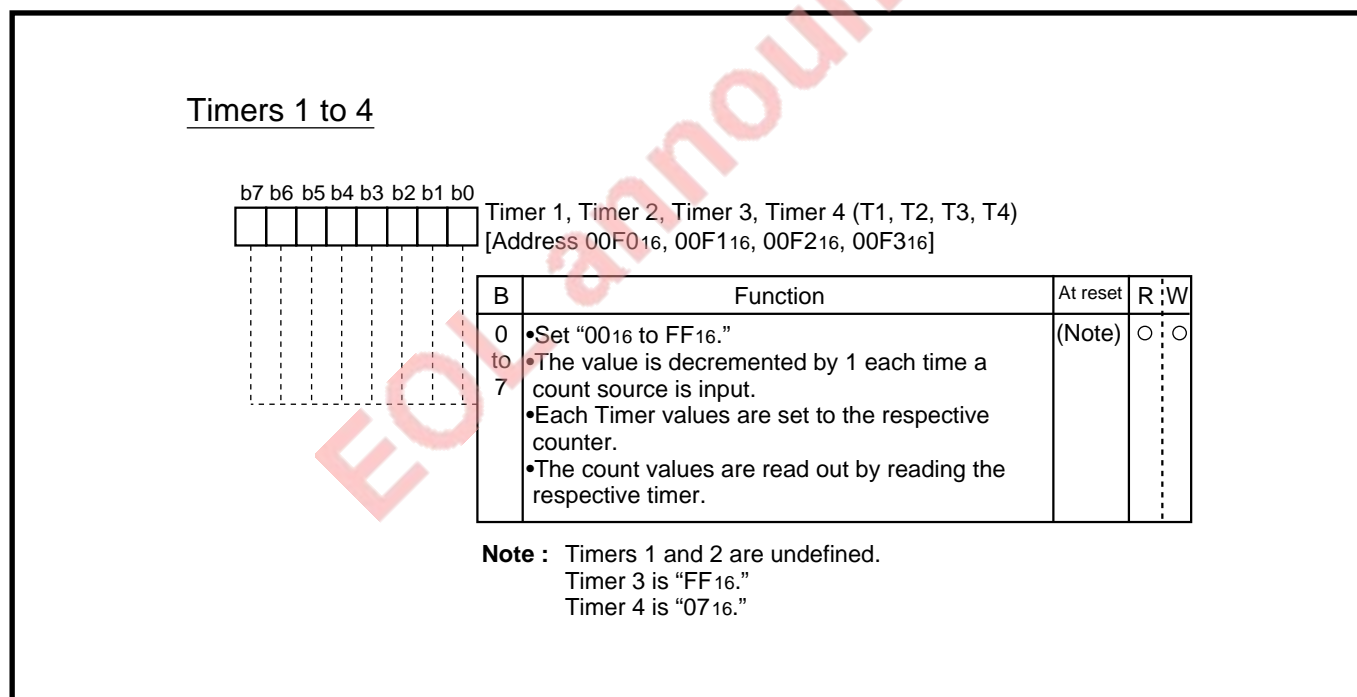 Timers 1 to 4
b7 b6 b5 b4 b3 b2 b1 b0
Timer 1, Timer 2, Timer 3, Timer 4 (T1, T2, T3, T4)
[Address 00F016, 00F116, 00F216, 00F316]
B Function At reset R W
0 •Set “0016 to FF16.” (Note) ○ ○
to •The value is decremented by 1 each time a
7 count source is input.
•Each Timer values are set to the respective
counter.
•The count values are read out by reading the
respective timer.
Note : Timers 1 and 2 are undefined.
Timer 3 is “FF16.”
Timer 4 is “0716.”
EOL announ